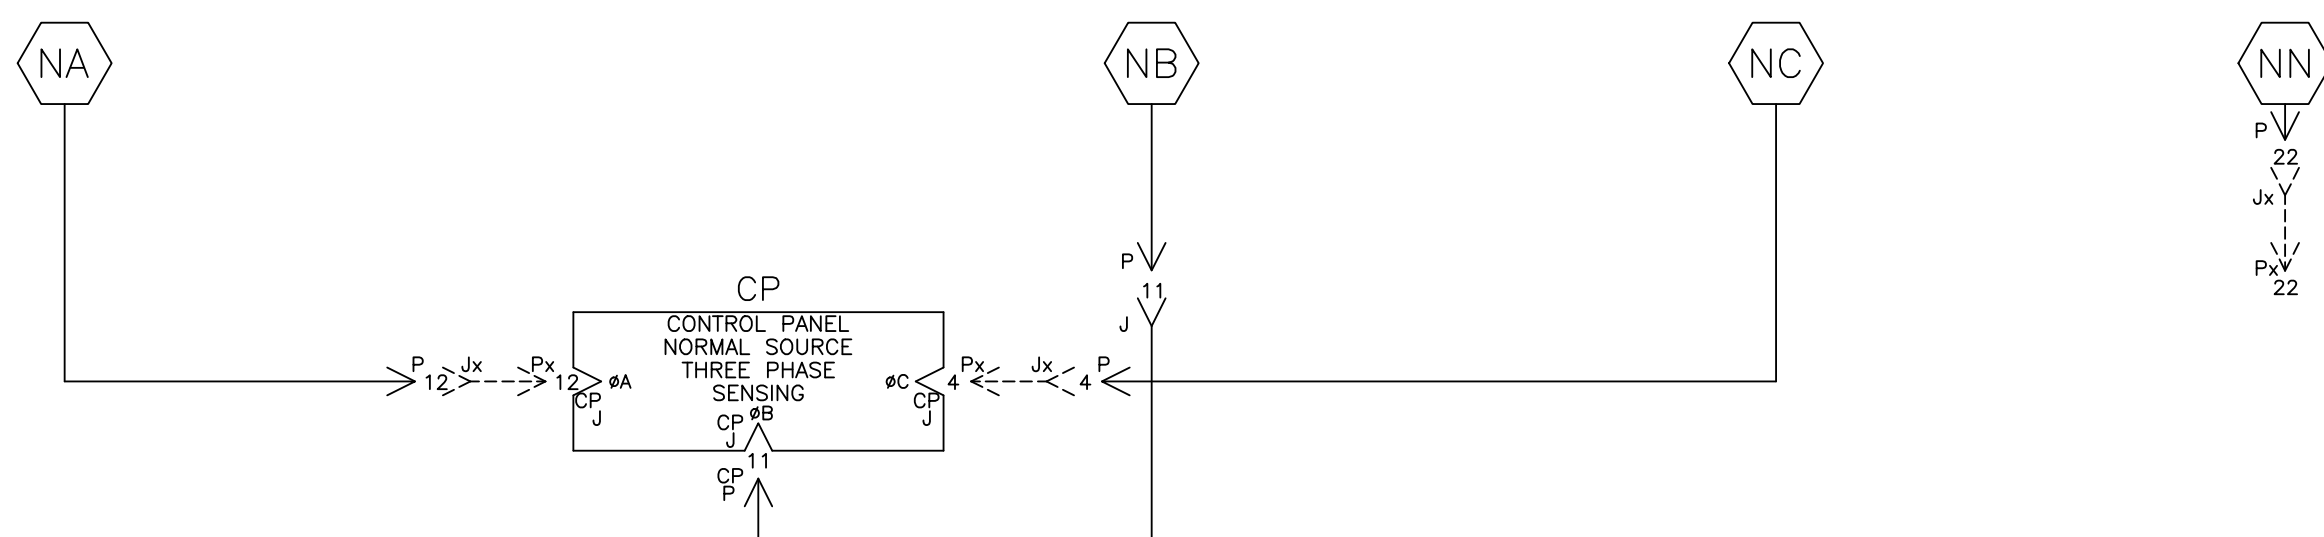 NA
NB
NC
NN
P
22
Jx
Px
22
P
11
J
CP
CONTROL PANEL
NORMAL SOURCE
THREE PHASE
SENSING
P
12
Jx
Px
12
øA
CP
J
øC
4
CP
J
Px
Jx
4
P
øB
CP
J
11
CP
P